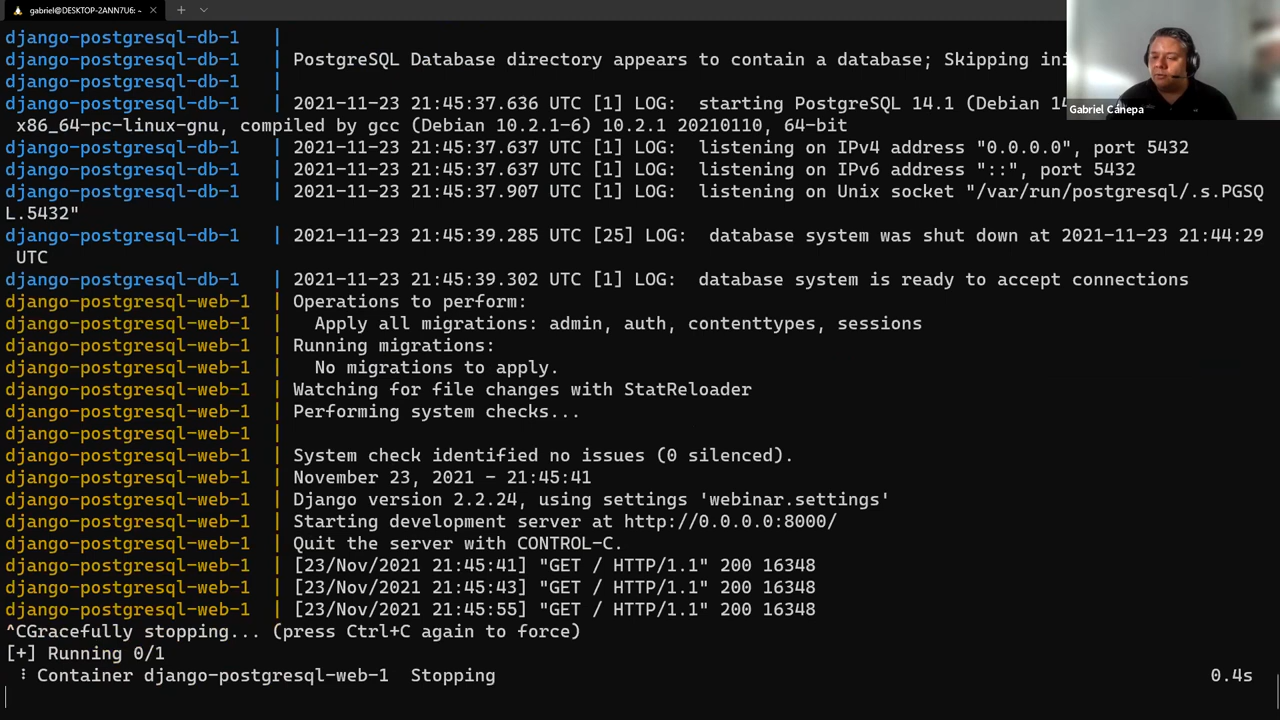 gabriel@DESKTOP-2ANN7U6: ~
django-postgresql-db-1 |
django-postgresql-db-1 | PostgreSQL Database directory appears to contain a database; Skipping ini
django-postgresql-db-1 |
django-postgresql-db-1 | 2021-11-23 21:45:37.636 UTC [1] LOG: starting PostgreSQL 14.1 (Debian 14
Gabriel Cánepa
x86_64-pc-linux-gnu, compiled by gcc (Debian 10.2.1-6) 10.2.1 20210110, 64-bit
django-postgresql-db-1 | 2021-11-23 21:45:37.637 UTC [1] LOG: listening on IPv4 address "0.0.0.0", port 5432
django-postgresql-db-1 | 2021-11-23 21:45:37.637 UTC [1] LOG: listening on IPv6 address "::", port 5432
django-postgresql-db-1 | 2021-11-23 21:45:37.907 UTC [1] LOG: listening on Unix socket "/var/run/postgresql/.s.PGSQ
L.5432"
django-postgresql-db-1 | 2021-11-23 21:45:39.285 UTC [25] LOG: database system was shut down at 2021-11-23 21:44:29
UTC
django-postgresql-db-1 | 2021-11-23 21:45:39.302 UTC [1] LOG: database system is ready to accept connections
django-postgresql-web-1 | Operations to perform:
django-postgresql-web-1 | Apply all migrations: admin, auth, contenttypes, sessions
django-postgresql-web-1 | Running migrations:
django-postgresql-web-1 | No migrations to apply.
django-postgresql-web-1 | Watching for file changes with StatReloader
django-postgresql-web-1 | Performing system checks...
django-postgresql-web-1 |
django-postgresql-web-1 | System check identified no issues (0 silenced).
django-postgresql-web-1 | November 23, 2021 - 21:45:41
django-postgresql-web-1 | Django version 2.2.24, using settings 'webinar.settings'
django-postgresql-web-1 | Starting development server at http://0.0.0.0:8000/
django-postgresql-web-1 | Quit the server with CONTROL-C.
django-postgresql-web-1 | [23/Nov/2021 21:45:41] "GET / HTTP/1.1" 200 16348
django-postgresql-web-1 | [23/Nov/2021 21:45:43] "GET / HTTP/1.1" 200 16348
django-postgresql-web-1 | [23/Nov/2021 21:45:55] "GET / HTTP/1.1" 200 16348
^CGracefully stopping... (press Ctrl+C again to force)
[+] Running 0/1
⠸ Container django-postgresql-web-1 Stopping 0.4s